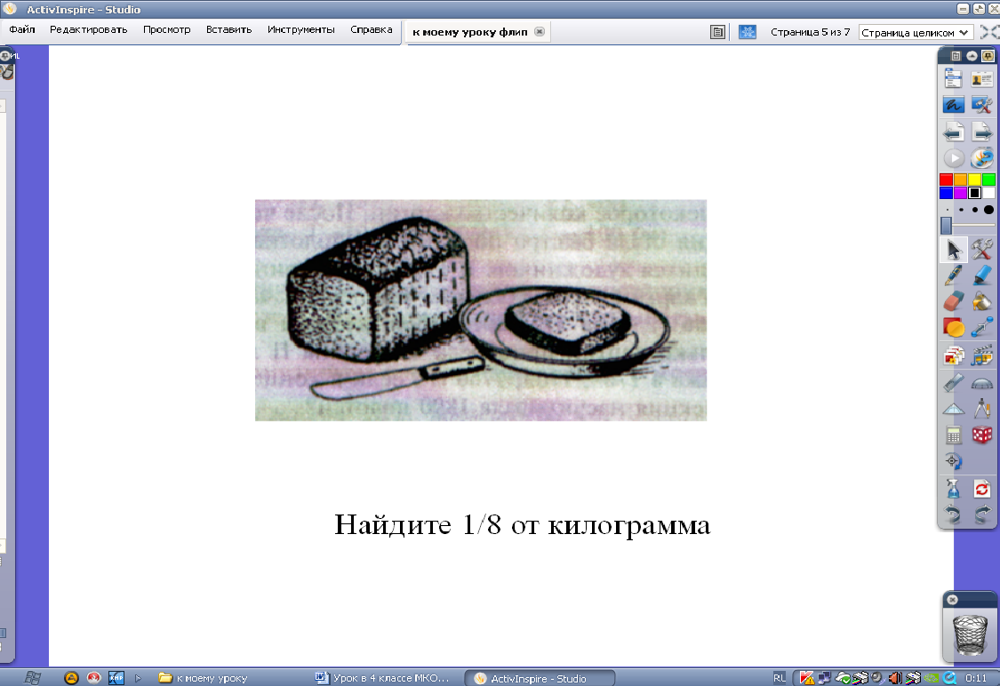 ActivInspire - Studio
Файл Редактировать Просмотр Вставить Инструменты Справка
к моему уроку флип
Страница 5 из 7
Страница целиком
Найдите 1/8 от килограмма
к моему уроку
Урок в 4 классе МКО...
ActivInspire - Studio
RL
0:11